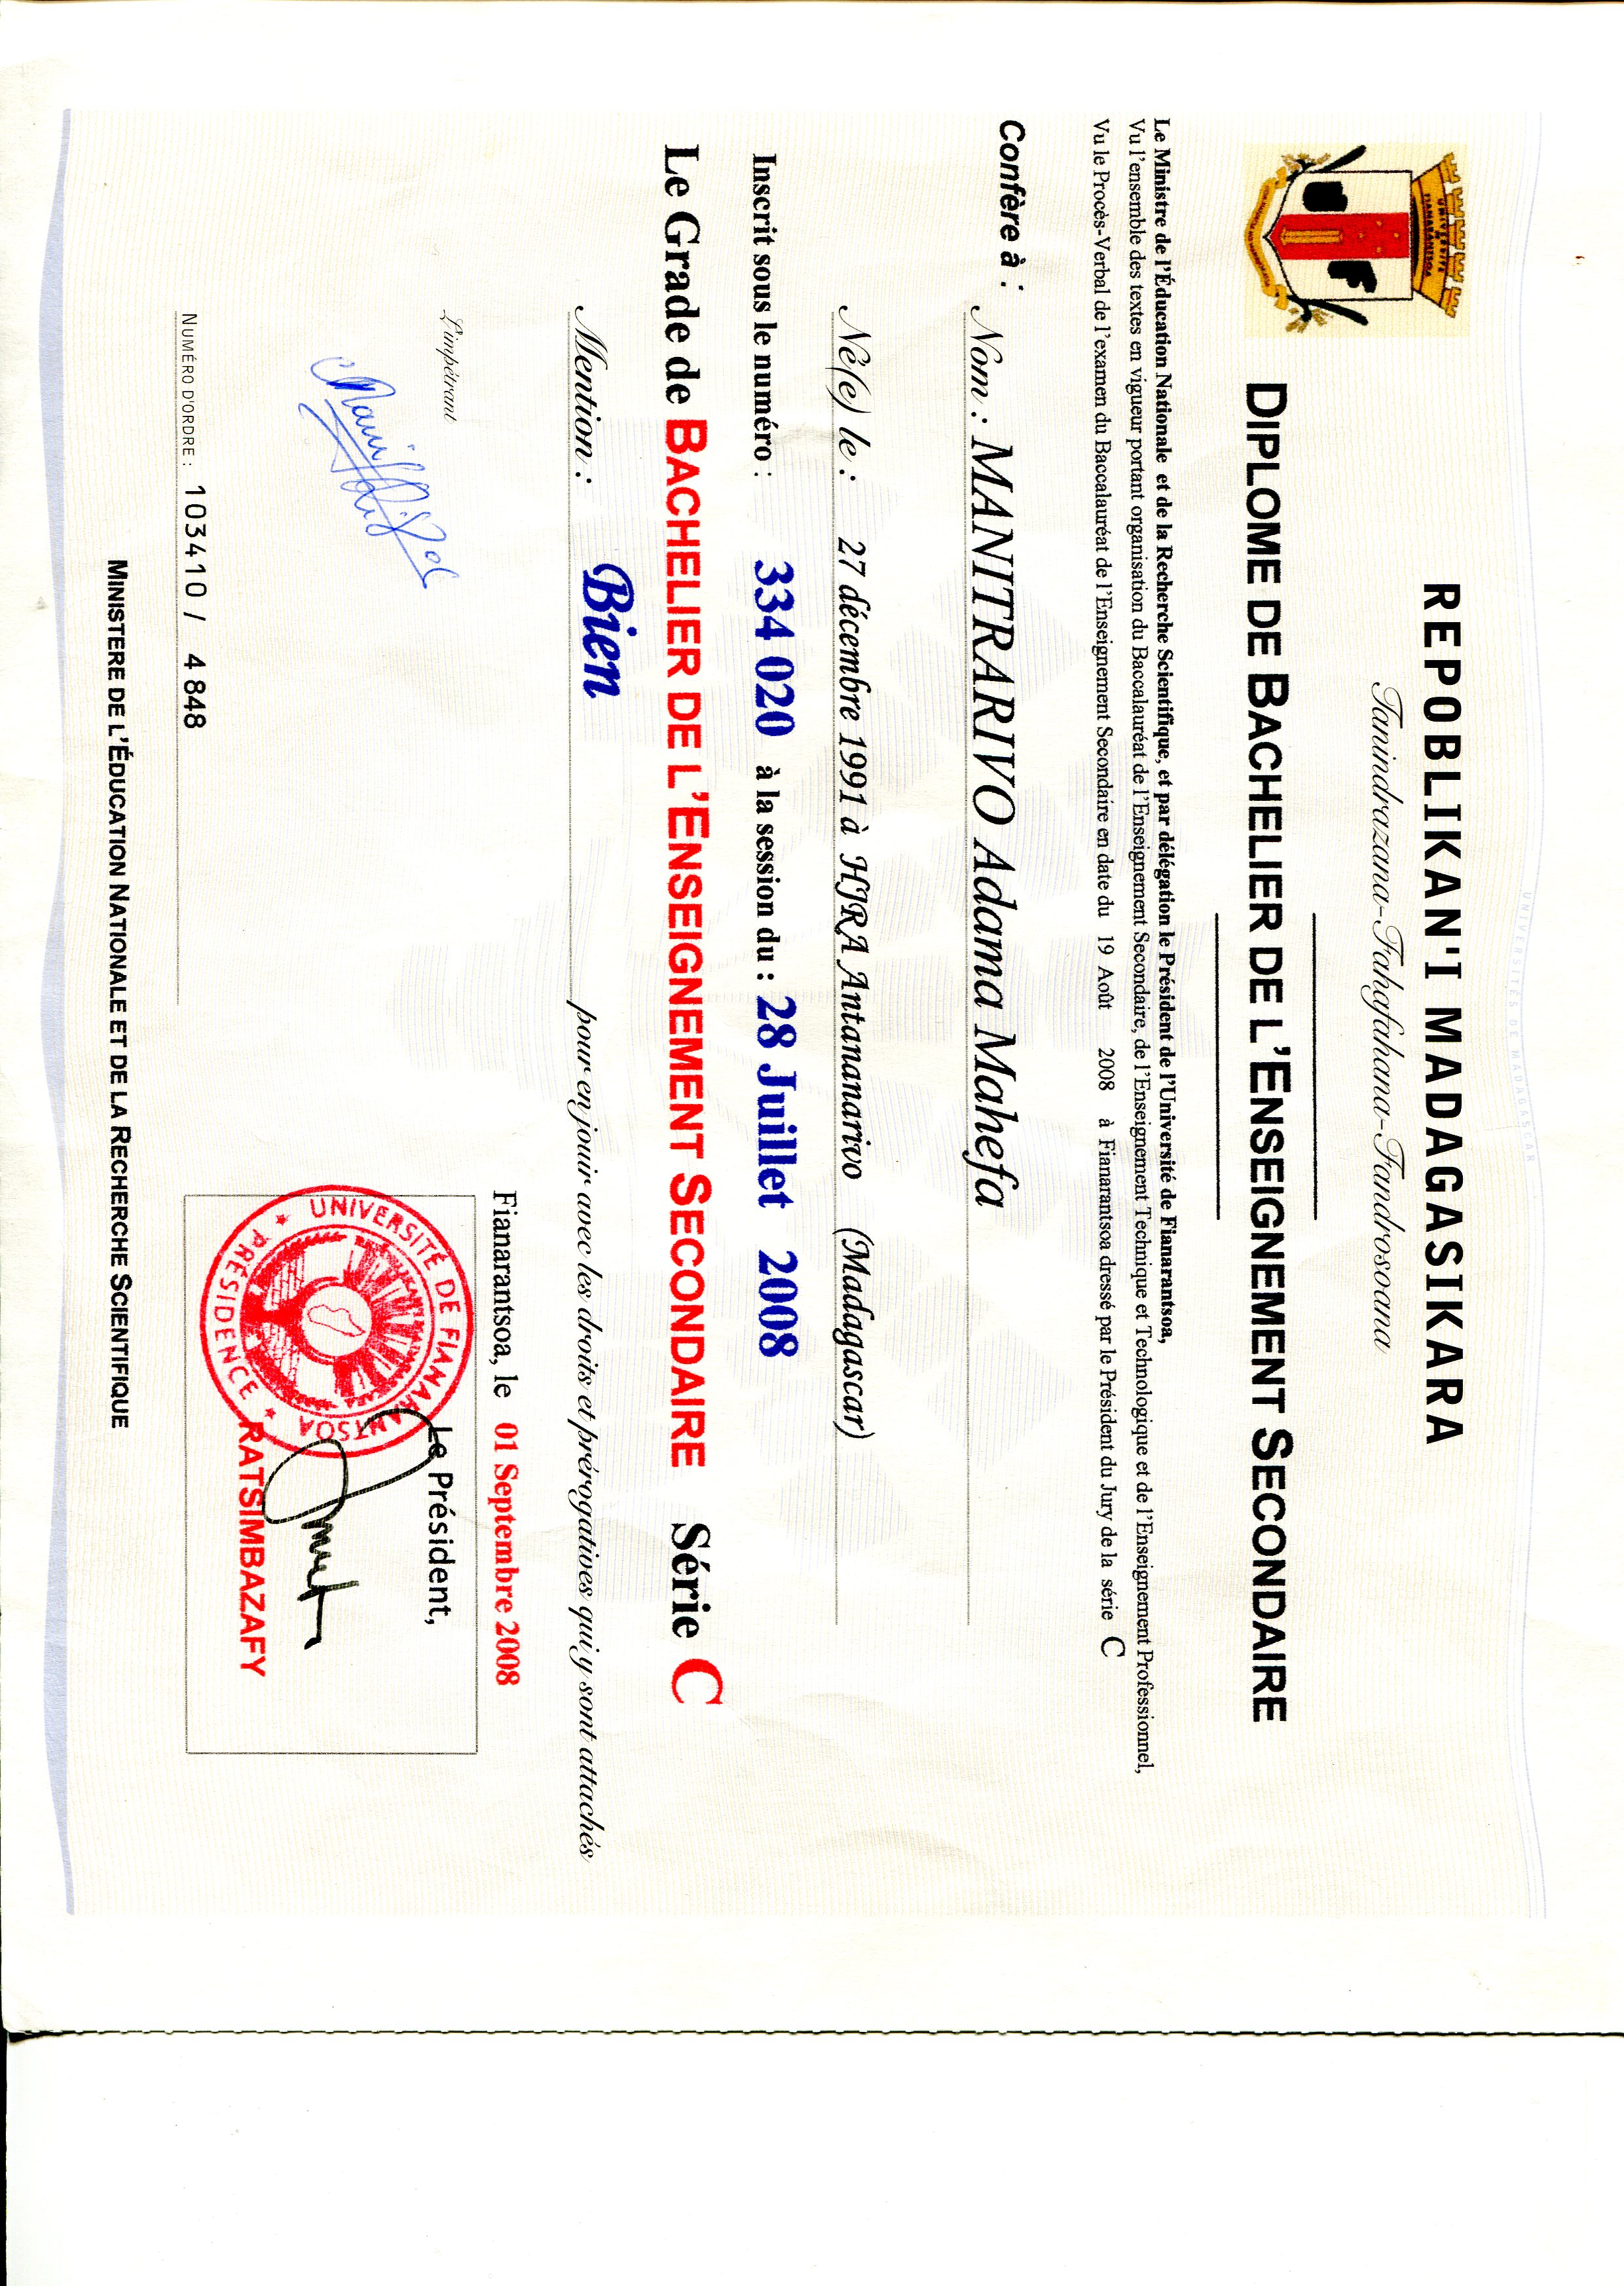 UNIVERSITÉS DE MADAGASCAR
REPOBLIKAN'I MADAGASIKARA
Tanindrazana-Fahafahana-Fandrosoana
UNIVERSITE
FIANARANTSOA
DIPLOME DE BACHELIER DE L'ENSEIGNEMENT SECONDAIRE
Le Ministre de l'Éducation Nationale et de la Recherche Scientifique, et par délégation le Président de l'Université de Fianarantsoa,
Vu l'ensemble des textes en vigueur portant organisation du Baccalauréat de l'Enseignement Secondaire, de l'Enseignement Technique et Technologique et de l'Enseignement Professionnel,
Vu le Procès-Verbal de l'examen du Baccalauréat de l'Enseignement Secondaire en date du 19 Août 2008 à Fianarantsoa dressé par le Président du Jury de la série C
Confère à :
Nom : MANITRARIVO Adama Mahefa
Né(e) le : 27 décembre 1991 à HJRA Antananarivo (Madagascar)
Inscrit sous le numéro : 334 020 à la session du : 28 Juillet 2008
Le Grade de BACHELIER DE L'ENSEIGNEMENT SECONDAIRE Série C
Mention : Bien pour en jouir avec les droits et prérogatives qui y sont attachés
Fianarantsoa, le 01 Septembre 2008
L'impétrant
Le Président,
UNIVERSITÉ DE FIANARANTSOA
PRÉSIDENCE
RATSIMBAZAFY
NUMÉRO D'ORDRE : 103410 / 4848
MINISTERE DE L'ÉDUCATION NATIONALE ET DE LA RECHERCHE SCIENTIFIQUE